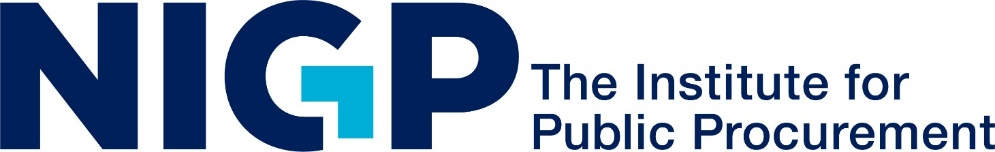 NIGP
The Institute for
Public Procurement